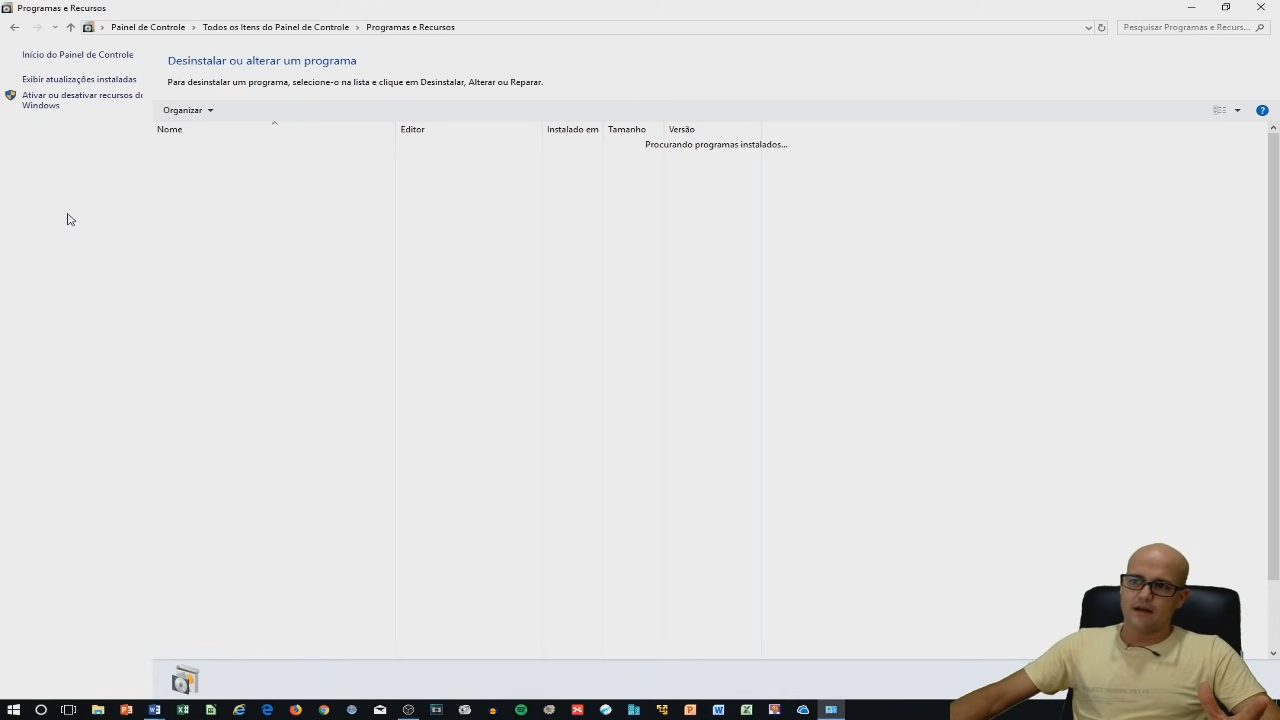 Programas e Recursos
Painel de Controle > Todos os Itens do Painel de Controle > Programas e Recursos
Pesquisar Programas e Recurs...
Início do Painel de Controle
Exibir atualizações instaladas
Ativar ou desativar recursos do
Windows
Desinstalar ou alterar um programa
Para desinstalar um programa, selecione-o na lista e clique em Desinstalar, Alterar ou Reparar.
Organizar
Nome Editor Instalado em Tamanho Versão
Procurando programas instalados...